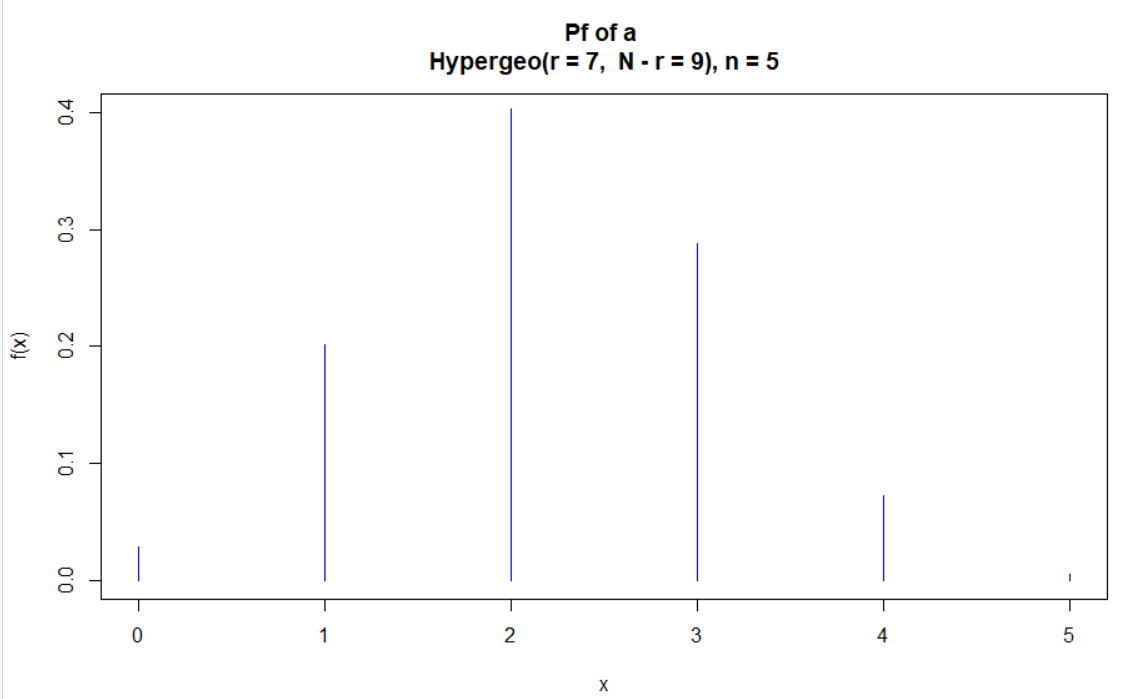 Pf of a
Hypergeo(r = 7, N - r = 9), n = 5
f(x)
0.4
0.3
0.2
0.1
0.0
0 1 2 3 4 5
x